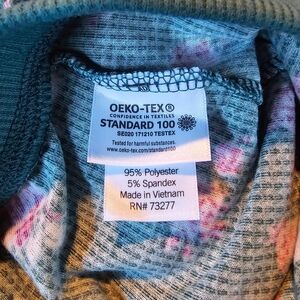 OEKO-TEX®
CONFIDENCE IN TEXTILES
STANDARD 100
SE020 171210 TESTEX
Tested for harmful substances.
www.oeko-tex.com/standard100
95% Polyester
5% Spandex
Made in Vietnam
RN# 73277